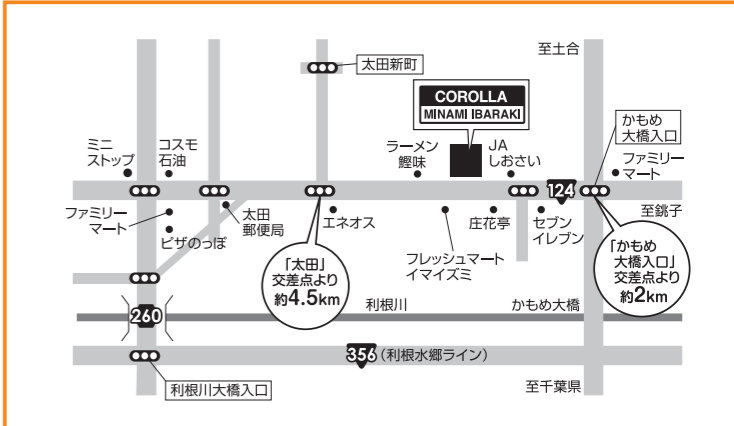 至土合
太田新町
COROLLA
MINAMI IBARAKI
かもめ
大橋入口
ミニ
ストップ
コスモ
石油
ラーメン
鰹味
JA
しおさい
ファミリー
マート
124
至銚子
ファミリー
マート
ピザのっぽ
太田
郵便局
エネオス
フレッシュマート
イマイズミ
庄花亭
セブン
イレブン
「太田」
交差点より
約4.5km
「かもめ
大橋入口」
交差点より
約2km
260
利根川
かもめ大橋
356
(利根水郷ライン)
利根川大橋入口
至千葉県